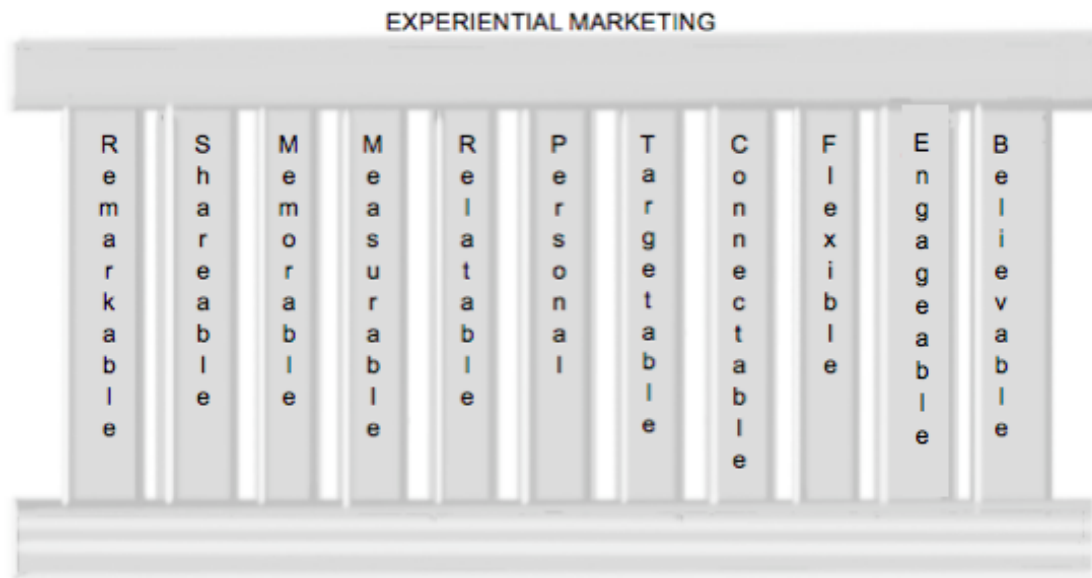 EXPERIENTIAL MARKETING
Remarkable
Shareable
Memorable
Measurable
Relatable
Personal
Targetable
Connectable
Flexible
Engageable
Believable